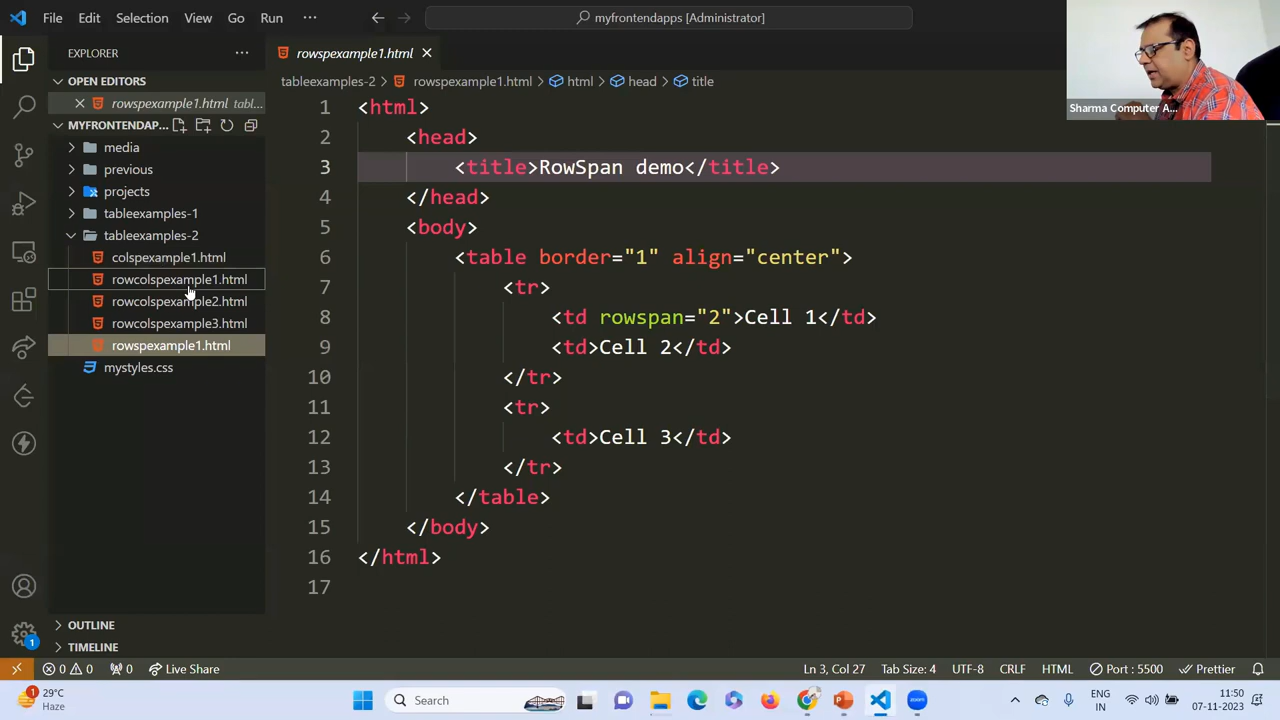 File Edit Selection View Go Run ··· myfrontendapps [Administrator]
EXPLORER ···
OPEN EDITORS
rowspexample1.html tabl...
MYFRONTENDAP...
media
previous
projects
tableexamples-1
tableexamples-2
colspexample1.html
rowcolspexample1.html
rowcolspexample2.html
rowcolspexample3.html
rowspexample1.html
mystyles.css
OUTLINE
TIMELINE
rowspexample1.html
tableexamples-2 > rowspexample1.html > html > head > title
1 <html>
2 <head>
3 <title>RowSpan demo</title>
4 </head>
5 <body>
6 <table border="1" align="center">
7 <tr>
8 <td rowspan="2">Cell 1</td>
9 <td>Cell 2</td>
10 </tr>
11 <tr>
12 <td>Cell 3</td>
13 </tr>
14 </table>
15 </body>
16 </html>
17
Sharma Computer A...
1
0 0 0 Live Share Ln 3, Col 27 Tab Size: 4 UTF-8 CRLF HTML Port : 5500 Prettier
1 29°C
Haze
Search
zoom
ENG
IN
11:50
07-11-2023